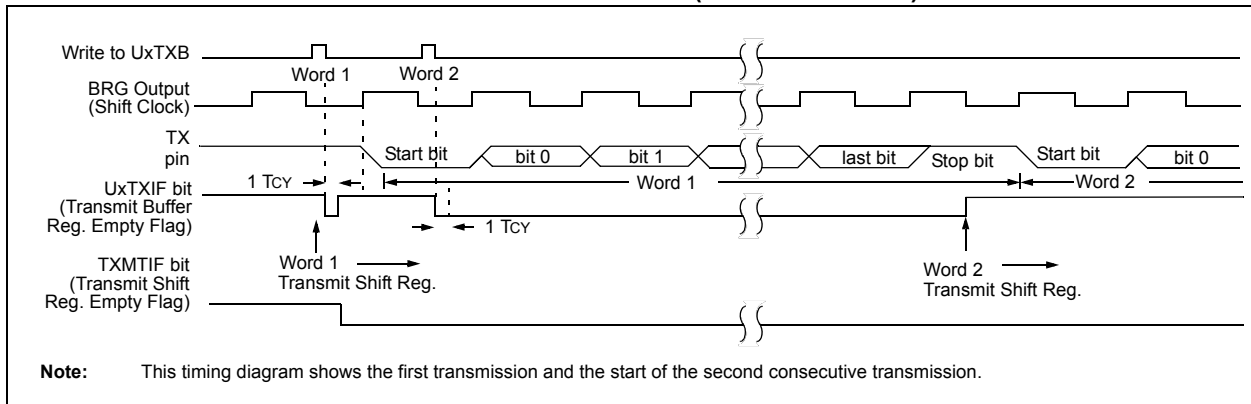 Write to UxTXB
Word 1
Word 2
BRG Output
(Shift Clock)
TX
pin
Start bit
bit 0
bit 1
last bit
Stop bit
Start bit
bit 0
1 TCY
Word 1
Word 2
UxTXIF bit
(Transmit Buffer
Reg. Empty Flag)
1 TCY
TXMTIF bit
(Transmit Shift
Reg. Empty Flag)
Word 1
Transmit Shift Reg.
Word 2
Transmit Shift Reg.
Note: This timing diagram shows the first transmission and the start of the second consecutive transmission.